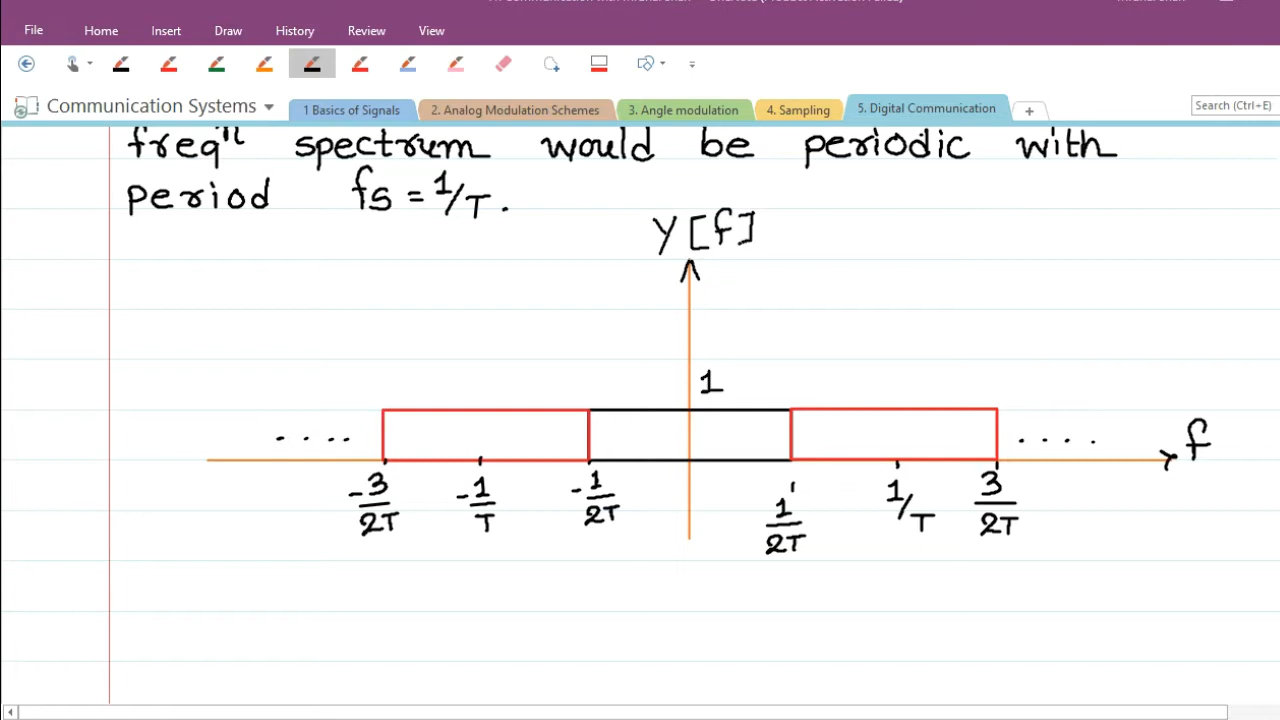 File Home Insert Draw History Review View
Communication Systems 1 Basics of Signals 2. Analog Modulation Schemes 3. Angle modulation 4. Sampling 5. Digital Communication Search (Ctrl+E)
freqn spectrum would be periodic with
period fs = 1/T .
Y [f]
1
.... .... f
-3/2T -1/T -1/2T 1/2T 1/T 3/2T